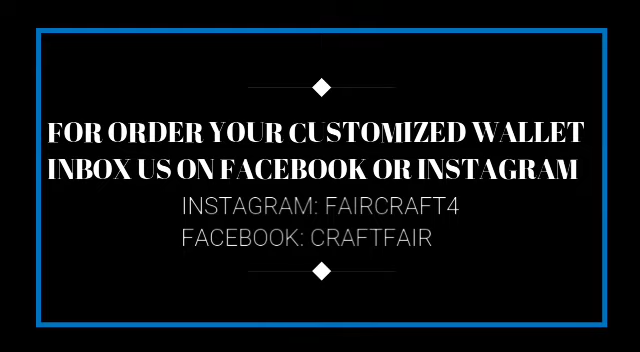 FOR ORDER YOUR CUSTOMIZED WALLET
INBOX US ON FACEBOOK OR INSTAGRAM
INSTAGRAM: FAIRCRAFT4
FACEBOOK: CRAFTFAIR